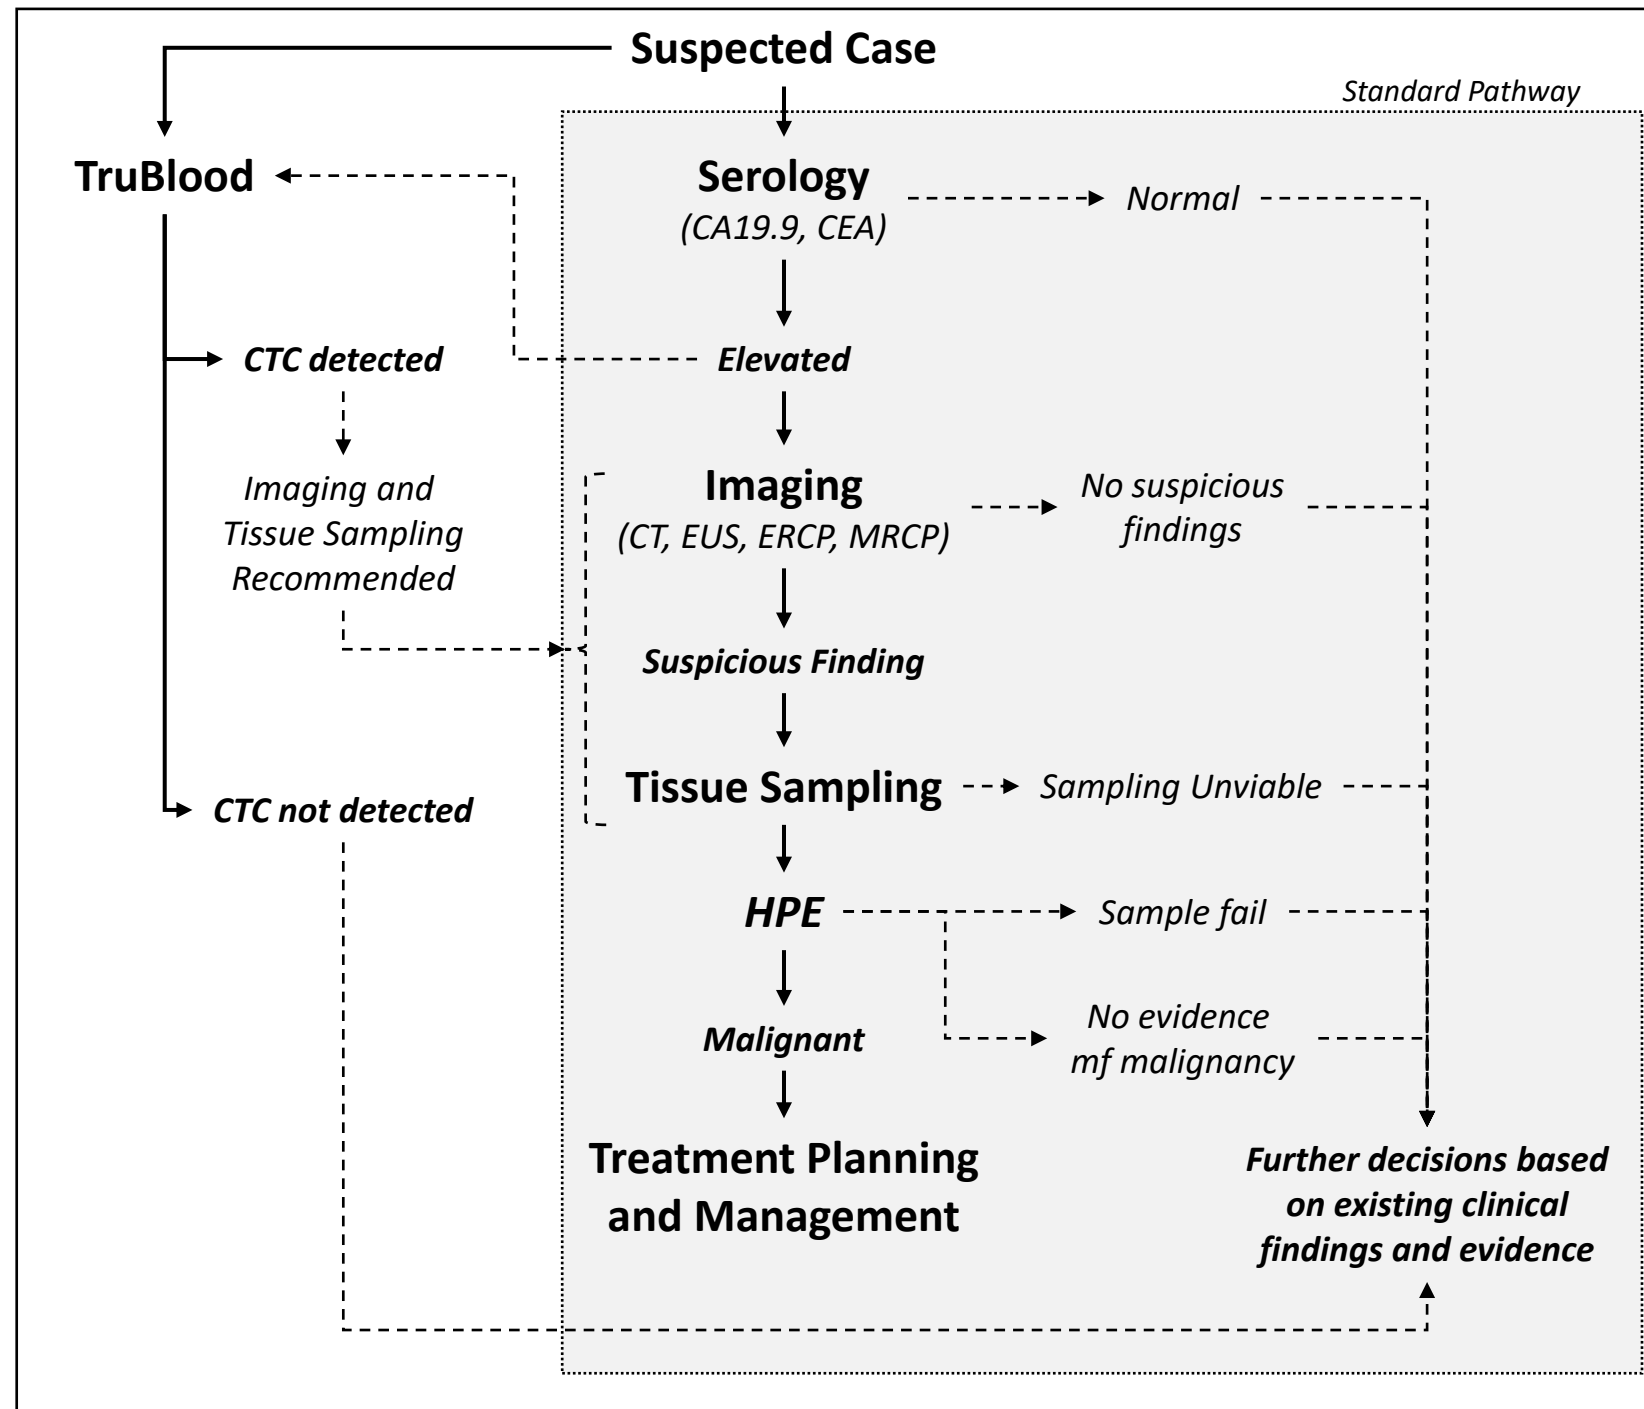 Suspected Case
Standard Pathway
TruBlood
Serology
(CA19.9, CEA)
Normal
CTC detected
Elevated
Imaging and
Tissue Sampling
Recommended
Imaging
(CT, EUS, ERCP, MRCP)
No suspicious
findings
Suspicious Finding
Tissue Sampling
Sampling Unviable
CTC not detected
HPE
Sample fail
Malignant
No evidence
mf malignancy
Treatment Planning
and Management
Further decisions based
on existing clinical
findings and evidence